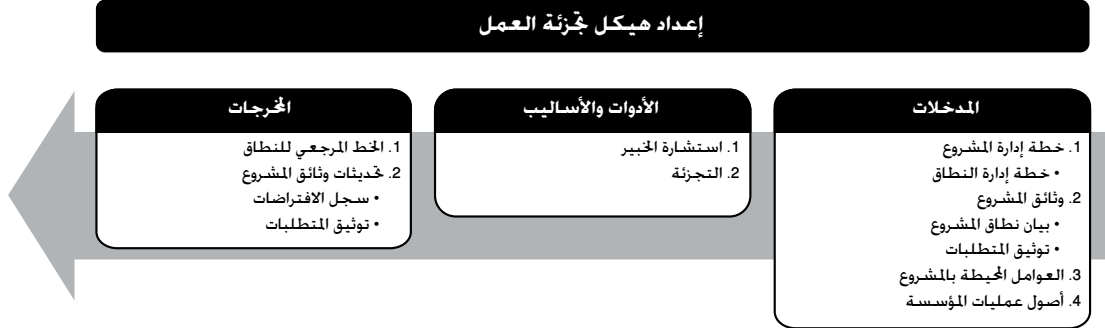 إعداد هيكل تجزئة العمل
المدخلات
1. خطة إدارة المشروع
• خطة إدارة النطاق
2. وثائق المشروع
• بيان نطاق المشروع
• توثيق المتطلبات
3. العوامل المحيطة بالمشروع
4. أصول عمليات المؤسسة
الأدوات والأساليب
1. استشارة الخبير
2. التجزئة
المخرجات
1. الخط المرجعي للنطاق
2. تحديثات وثائق المشروع
• سجل الافتراضات
• توثيق المتطلبات